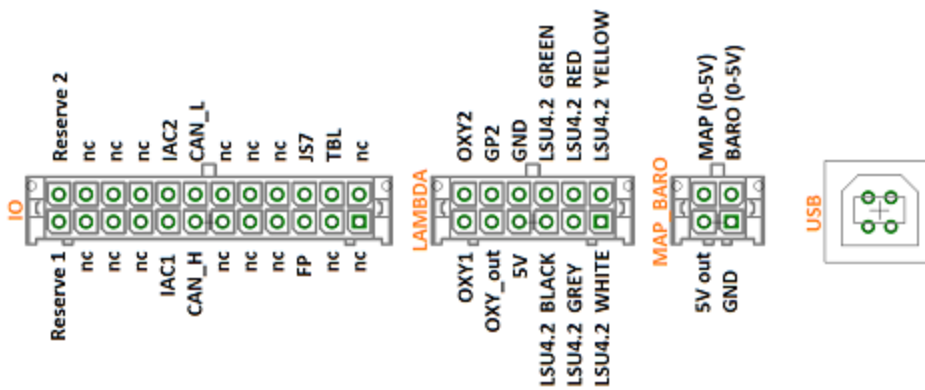 IO
Reserve 2
nc
nc
nc
IAC2
CAN_L
nc
nc
nc
JS7
TBL
nc
Reserve 1
nc
nc
nc
IAC1
CAN_H
nc
nc
nc
FP
nc
nc
LAMBDA
OXY2
GP2
GND
LSU4.2 GREEN
LSU4.2 RED
LSU4.2 YELLOW
OXY1
OXY_out
5V
LSU4.2 BLACK
LSU4.2 GREY
LSU4.2 WHITE
MAP_BARO
MAP (0-5V)
BARO (0-5V)
5V out
GND
USB